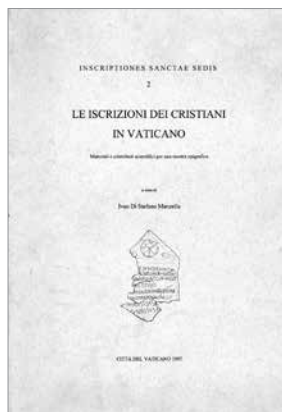 INSCRIPTIONES SANCTAE SEDIS
2
LE ISCRIZIONI DEI CRISTIANI
IN VATICANO
Materiali e contributi scientifici per una mostra epigrafica
a cura di
Ivan Di Stefano Manzella
CITTÀ DEL VATICANO 1997